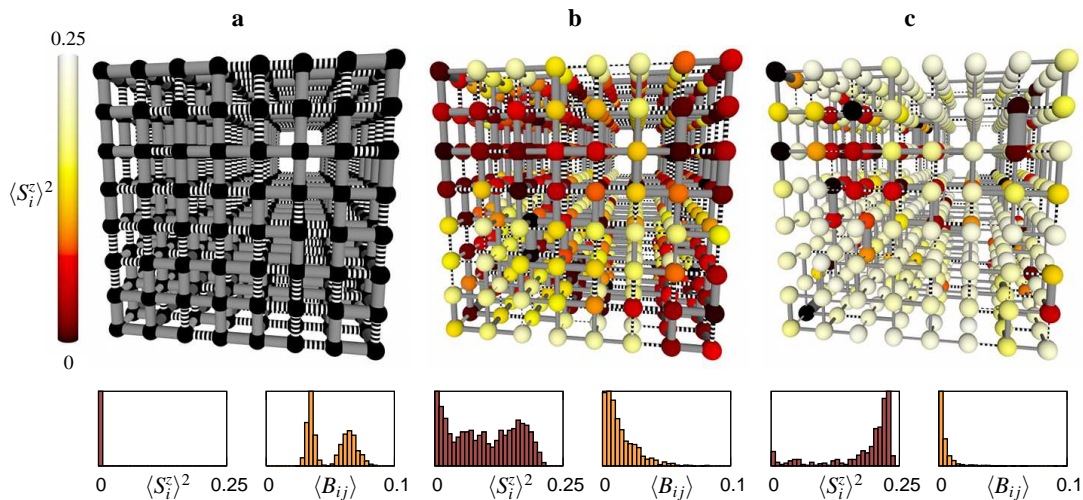 a b c
0.25
⟨S_i^z⟩²
0
0 ⟨S_i^z⟩² 0.25 0 ⟨B_ij⟩ 0.1 0 ⟨S_i^z⟩² 0.25 0 ⟨B_ij⟩ 0.1 0 ⟨S_i^z⟩² 0.25 0 ⟨B_ij⟩ 0.1